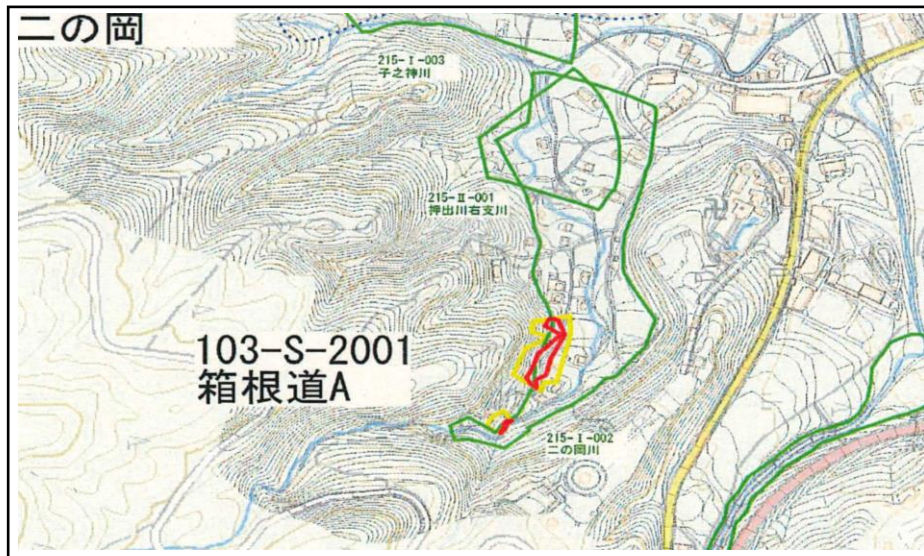 二の岡
215-Ⅰ-003
子之神川
215-Ⅱ-001
押出川右支川
103-S-2001
箱根道A
215-Ⅰ-002
二の岡川